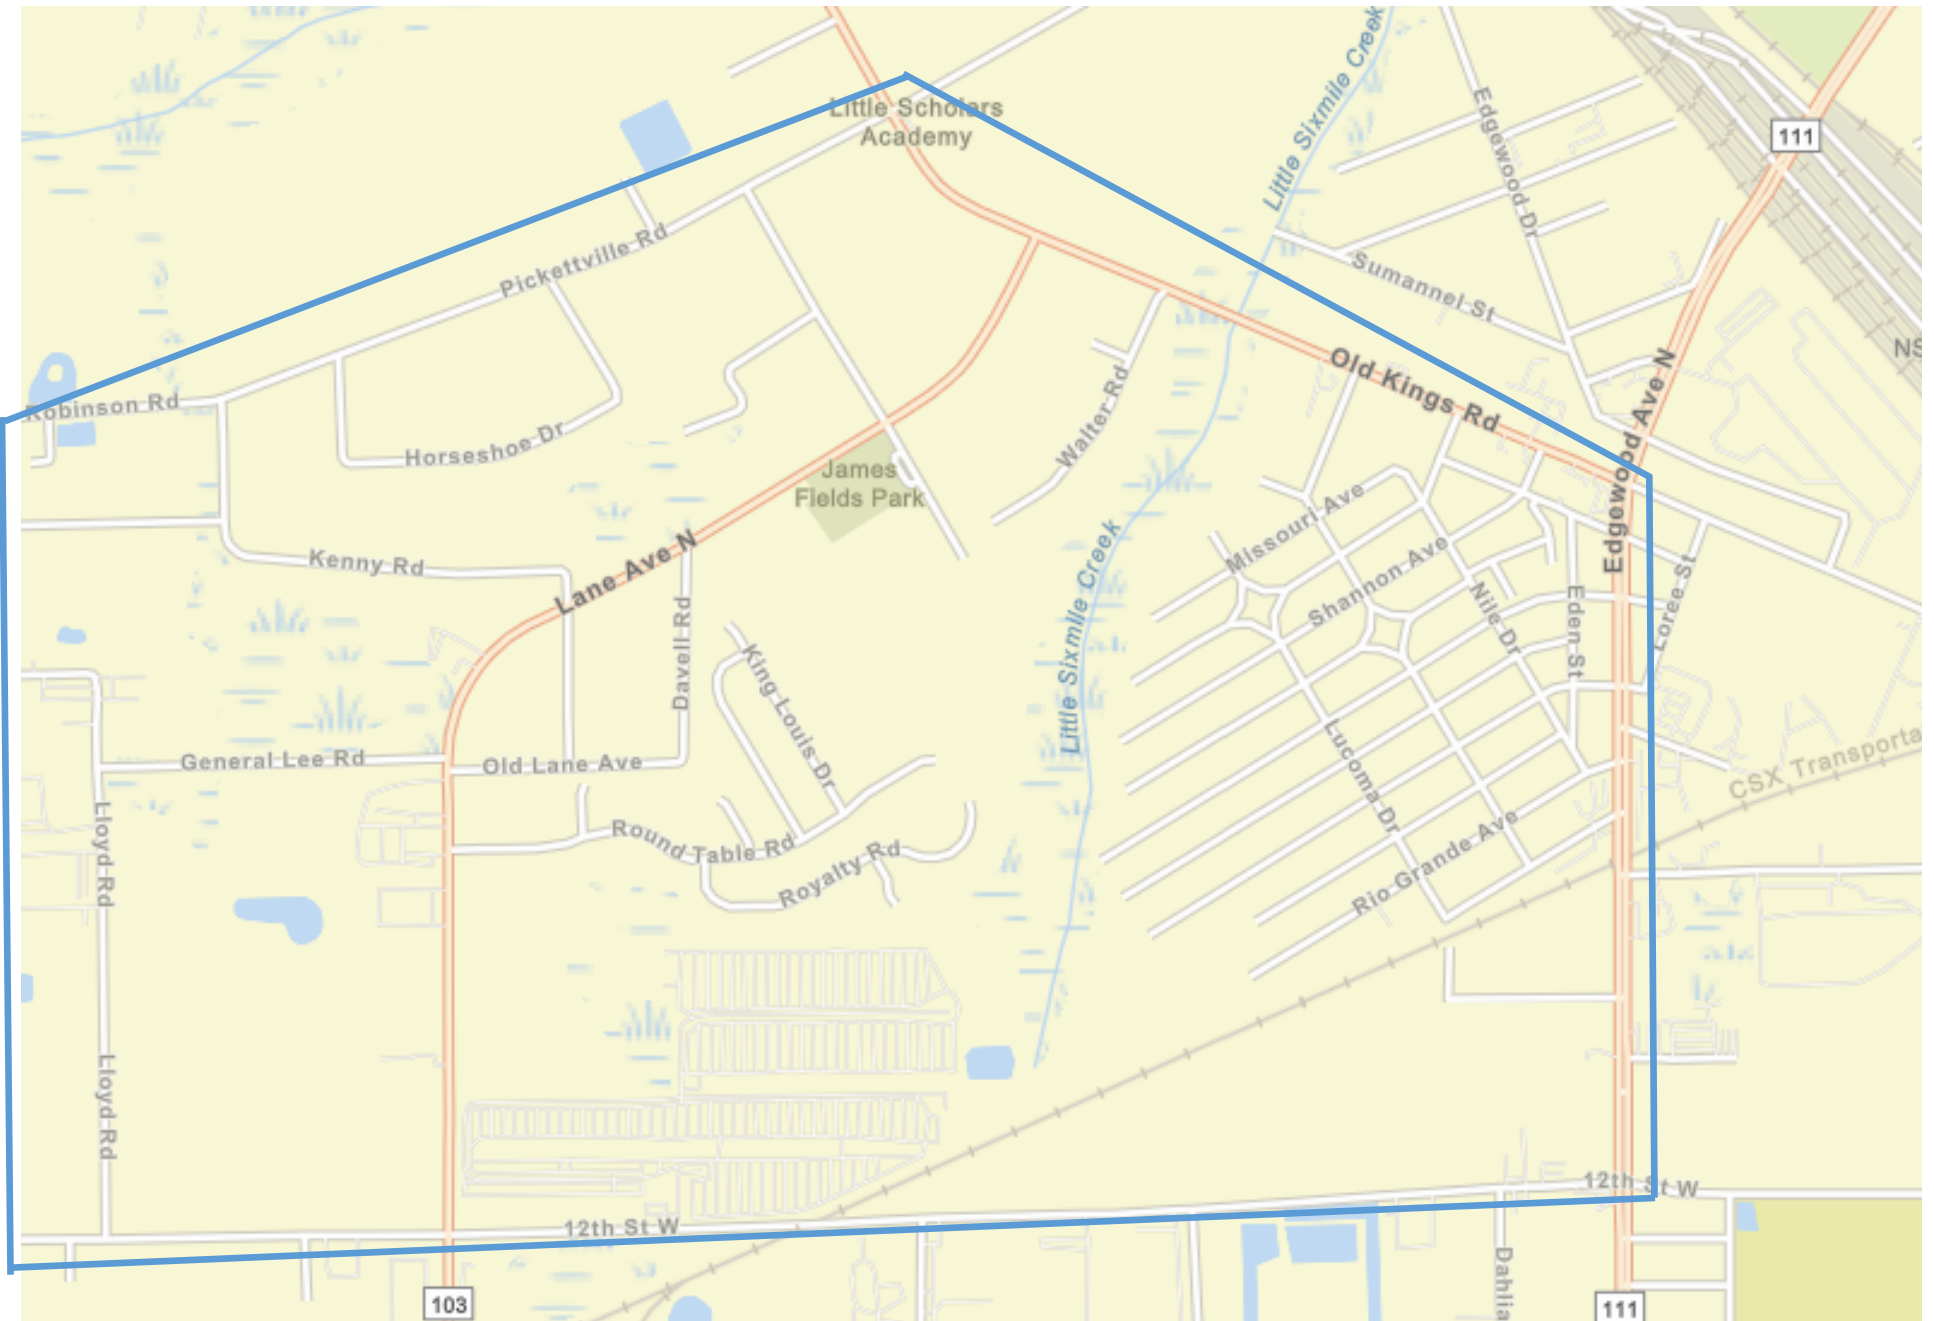 Little Sixmile Creek
Edgewood Dr
111
Little Scholars
Academy
Pickettville Rd
Sumannel St
NS
Old Kings Rd
Edgewood Ave N
Robinson Rd
Walter Rd
Horseshoe Dr
James
Fields Park
Missouri Ave
Shannon Ave
Kenny Rd
Lane Ave N
Little Sixmile Creek
Nile Dr
Eden St
Loree St
Davell Rd
King Louis Dr
General Lee Rd
Old Lane Ave
Lucoma Dr
CSX Transporta
Lloyd Rd
Round Table Rd
Royalty Rd
Rio Grande Ave
Lloyd Rd
12th St W
12th St W
Dahlia
103
111